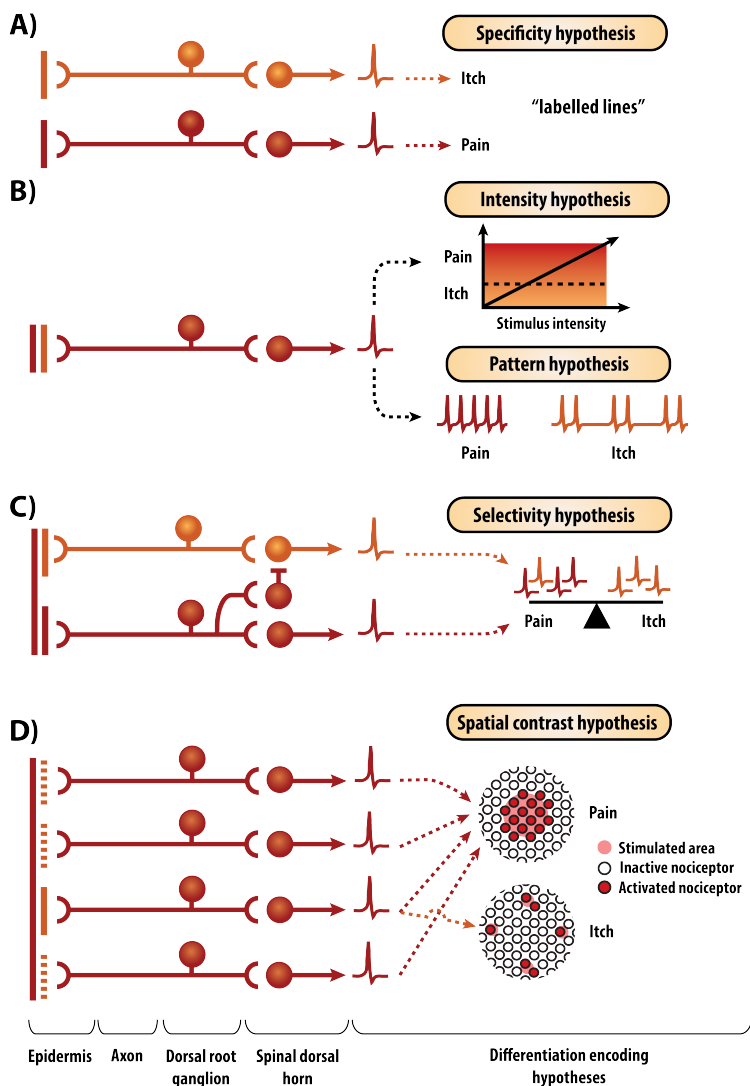 A)
Specificity hypothesis
Itch
"labelled lines"
Pain
B)
Intensity hypothesis
Pain
Itch
Stimulus intensity
Pattern hypothesis
Pain
Itch
C)
Selectivity hypothesis
Pain
Itch
D)
Spatial contrast hypothesis
Pain
Stimulated area
Inactive nociceptor
Activated nociceptor
Itch
Epidermis
Axon
Dorsal root
ganglion
Spinal dorsal
horn
Differentiation encoding
hypotheses